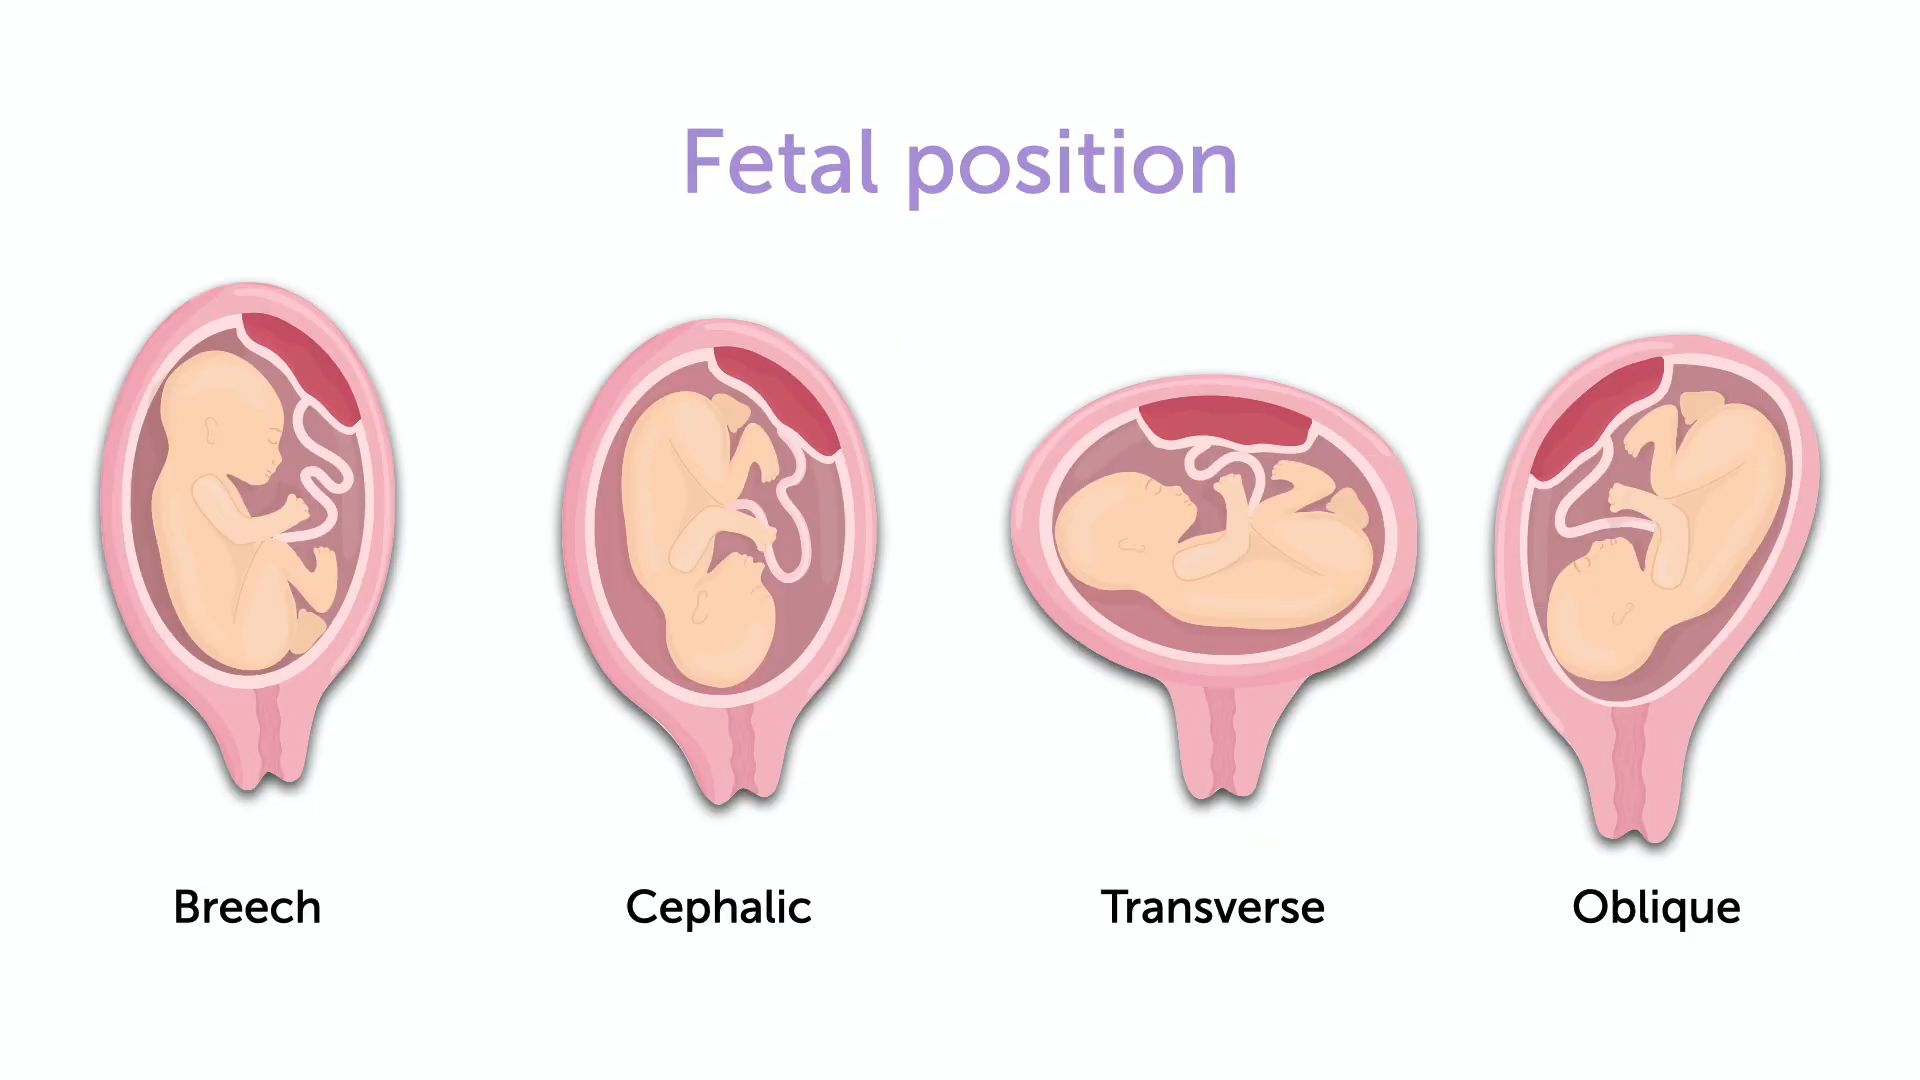 Fetal position
Breech
Cephalic
Transverse
Oblique